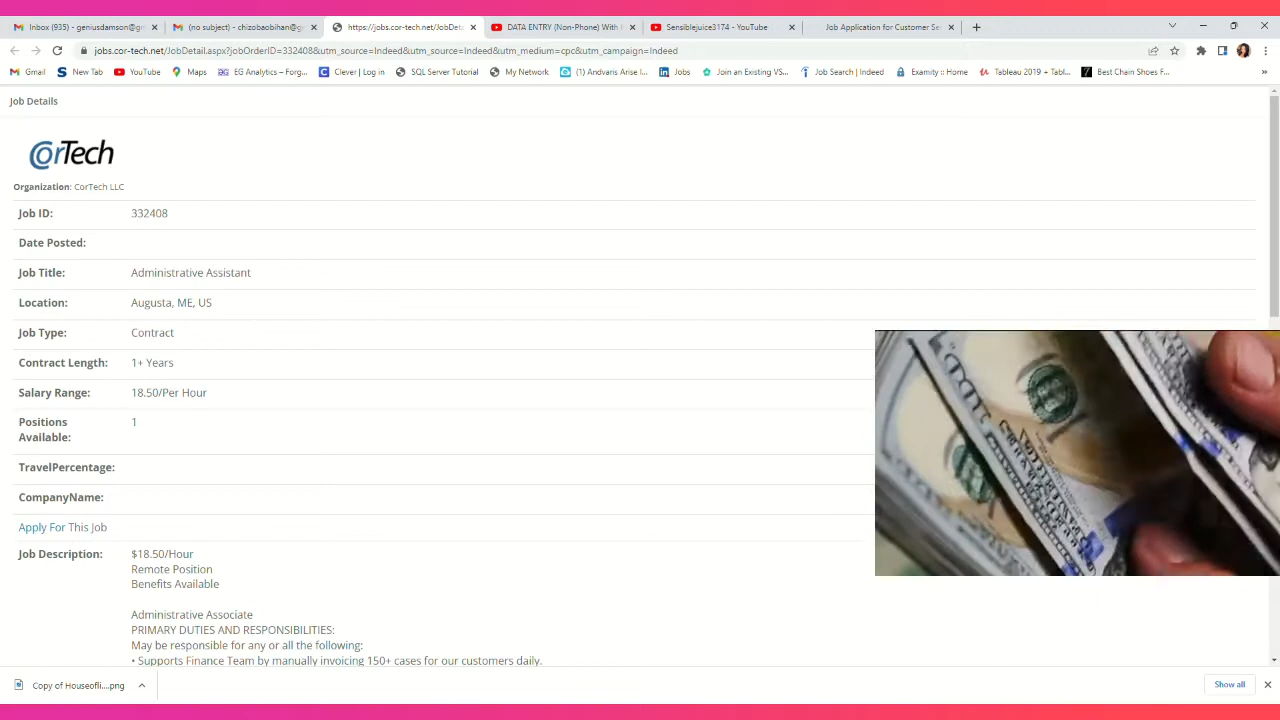 Inbox (935) - geniusdamson@g
(no subject) - chizobaobihan@g
https://jobs.cor-tech.net/JobDet
DATA ENTRY (Non-Phone) With
Sensiblejuice3174 - YouTube
Job Application for Customer Se
jobs.cor-tech.net/JobDetail.aspx?jobOrderID=332408&utm_source=Indeed&utm_source=Indeed&utm_medium=cpc&utm_campaign=Indeed
Gmail
New Tab
YouTube
Maps
EG Analytics – Forg...
Clever | Log
SQL Server Tutorial
My Network
(1) Andvaris Arise I...
Jobs
Join an Existing VS...
Job Search | Indeed
Examity :: Home
Tableau 2019 + Tabl...
Best Chain Shoes F...
Job Details
CorTech
Organization: CorTech LLC
Job ID: 332408
Date Posted:
Job Title: Administrative Assistant
Location: Augusta, ME, US
Job Type: Contract
Contract Length: 1+ Years
Salary Range: 18.50/Per Hour
Positions 1
Available:
TravelPercentage:
CompanyName:
Apply For This Job
Job Description: $18.50/Hour
Remote Position
Benefits Available
Administrative Associate
PRIMARY DUTIES AND RESPONSIBILITIES:
May be responsible for any or all the following:
• Supports Finance Team by manually invoicing 150+ cases for our customers daily.
Copy of Houseofli....png
Show all